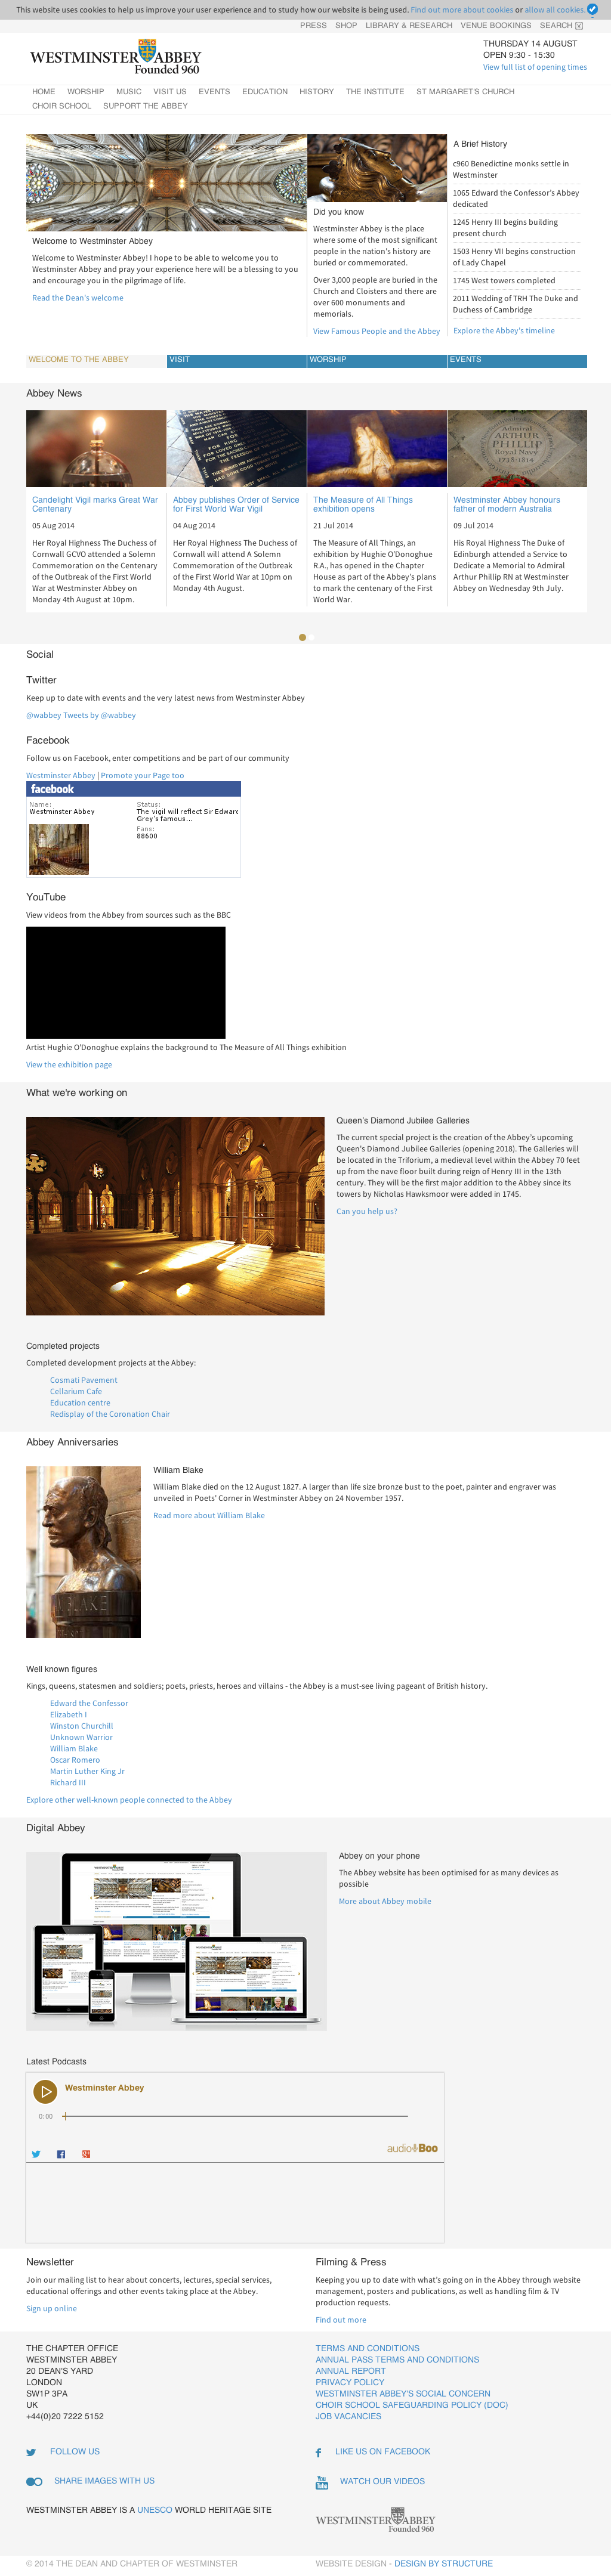 This website uses cookies to help us improve your user experience and to study how our website is being used. Find out more about cookies or allow all cookies.
PRESS SHOP LIBRARY & RESEARCH VENUE BOOKINGS SEARCH
WESTMINSTER ABBEY
Founded 960
THURSDAY 14 AUGUST
OPEN 9:30 - 15:30
View full list of opening times
HOME WORSHIP MUSIC VISIT US EVENTS EDUCATION HISTORY THE INSTITUTE ST MARGARET'S CHURCH
CHOIR SCHOOL SUPPORT THE ABBEY
Welcome to Westminster Abbey
Welcome to Westminster Abbey! I hope to be able to welcome you to
Westminster Abbey and pray your experience here will be a blessing to you
and encourage you in the pilgrimage of life.
Read the Dean's welcome
Did you know
Westminster Abbey is the place
where some of the most significant
people in the nation's history are
buried or commemorated.
Over 3,000 people are buried in the
Church and Cloisters and there are
over 600 monuments and
memorials.
View Famous People and the Abbey
A Brief History
c960 Benedictine monks settle in
Westminster
1065 Edward the Confessor's Abbey
dedicated
1245 Henry III begins building
present church
1503 Henry VII begins construction
of Lady Chapel
1745 West towers completed
2011 Wedding of TRH The Duke and
Duchess of Cambridge
Explore the Abbey's timeline
WELCOME TO THE ABBEY VISIT WORSHIP EVENTS
Abbey News
Admiral
ARTHUR
PHILLIP
Royal Navy
1738-1814
Candelight Vigil marks Great War
Centenary
05 Aug 2014
Her Royal Highness The Duchess of
Cornwall GCVO attended a Solemn
Commemoration on the Centenary
of the Outbreak of the First World
War at Westminster Abbey on
Monday 4th August at 10pm.
Abbey publishes Order of Service
for First World War Vigil
04 Aug 2014
Her Royal Highness The Duchess of
Cornwall will attend A Solemn
Commemoration of the Outbreak
of the First World War at 10pm on
Monday 4th August.
The Measure of All Things
exhibition opens
21 Jul 2014
The Measure of All Things, an
exhibition by Hughie O'Donoghue
R.A., has opened in the Chapter
House as part of the Abbey's plans
to mark the centenary of the First
World War.
Westminster Abbey honours
father of modern Australia
09 Jul 2014
His Royal Highness The Duke of
Edinburgh attended a Service to
Dedicate a Memorial to Admiral
Arthur Phillip RN at Westminster
Abbey on Wednesday 9th July.
Social
Twitter
Keep up to date with events and the very latest news from Westminster Abbey
@wabbey Tweets by @wabbey
Facebook
Follow us on Facebook, enter competitions and be part of our community
Westminster Abbey | Promote your Page too
facebook
Name:
Westminster Abbey
Status:
The vigil will reflect Sir Edward
Grey's famous...
Fans:
88600
YouTube
View videos from the Abbey from sources such as the BBC
Artist Hughie O'Donoghue explains the background to The Measure of All Things exhibition
View the exhibition page
What we're working on
Queen's Diamond Jubilee Galleries
The current special project is the creation of the Abbey's upcoming
Queen's Diamond Jubilee Galleries (opening 2018). The Galleries will
be located in the Triforium, a medieval level within the Abbey 70 feet
up from the nave floor built during reign of Henry III in the 13th
century. They will be the first major addition to the Abbey since its
towers by Nicholas Hawksmoor were added in 1745.
Can you help us?
Completed projects
Completed development projects at the Abbey:
Cosmati Pavement
Cellarium Cafe
Education centre
Redisplay of the Coronation Chair
Abbey Anniversaries
WILLIAM
BLAKE
William Blake
William Blake died on the 12 August 1827. A larger than life size bronze bust to the poet, painter and engraver was
unveiled in Poets' Corner in Westminster Abbey on 24 November 1957.
Read more about William Blake
Well known figures
Kings, queens, statesmen and soldiers; poets, priests, heroes and villains - the Abbey is a must-see living pageant of British history.
Edward the Confessor
Elizabeth I
Winston Churchill
Unknown Warrior
William Blake
Oscar Romero
Martin Luther King Jr
Richard III
Explore other well-known people connected to the Abbey
Digital Abbey
Abbey on your phone
The Abbey website has been optimised for as many devices as
possible
More about Abbey mobile
Latest Podcasts
Westminster Abbey
0:00
audioBoo
Newsletter
Join our mailing list to hear about concerts, lectures, special services,
educational offerings and other events taking place at the Abbey.
Sign up online
Filming & Press
Keeping you up to date with what's going on in the Abbey through website
management, posters and publications, as well as handling film & TV
production requests.
Find out more
THE CHAPTER OFFICE
WESTMINSTER ABBEY
20 DEAN'S YARD
LONDON
SW1P 3PA
UK
+44(0)20 7222 5152
TERMS AND CONDITIONS
ANNUAL PASS TERMS AND CONDITIONS
ANNUAL REPORT
PRIVACY POLICY
WESTMINSTER ABBEY'S SOCIAL CONCERN
CHOIR SCHOOL SAFEGUARDING POLICY (DOC)
JOB VACANCIES
FOLLOW US
LIKE US ON FACEBOOK
SHARE IMAGES WITH US
WATCH OUR VIDEOS
WESTMINSTER ABBEY IS A UNESCO WORLD HERITAGE SITE
WESTMINSTER ABBEY
Founded 960
© 2014 THE DEAN AND CHAPTER OF WESTMINSTER
WEBSITE DESIGN - DESIGN BY STRUCTURE